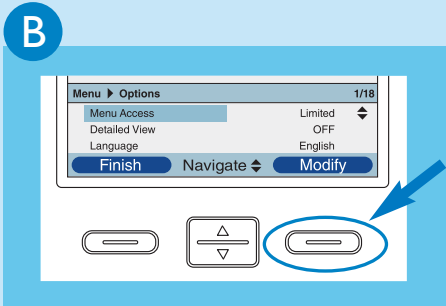 B
Menu ▶ Options 1/18
Menu Access Limited
Detailed View OFF
Language English
Finish Navigate Modify